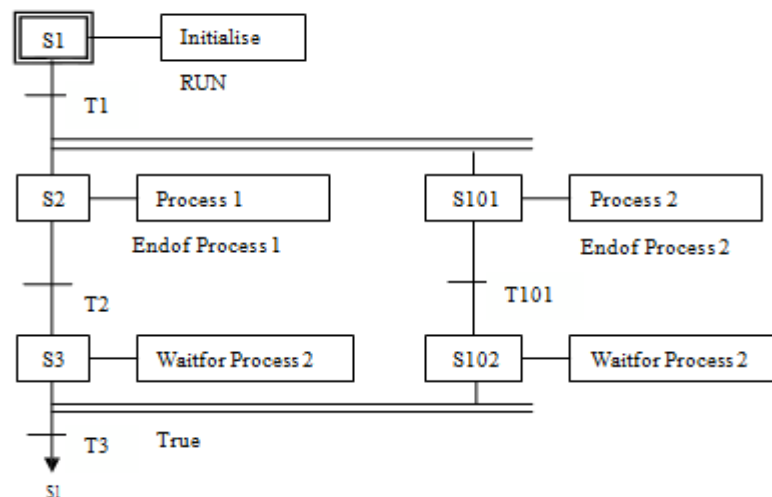 S1
Initialise
RUN
T1
S2
Process 1
S101
Process 2
Endof Process 1
Endof Process 2
T2
T101
S3
Waitfor Process 2
S102
Waitfor Process 2
T3
True
S1